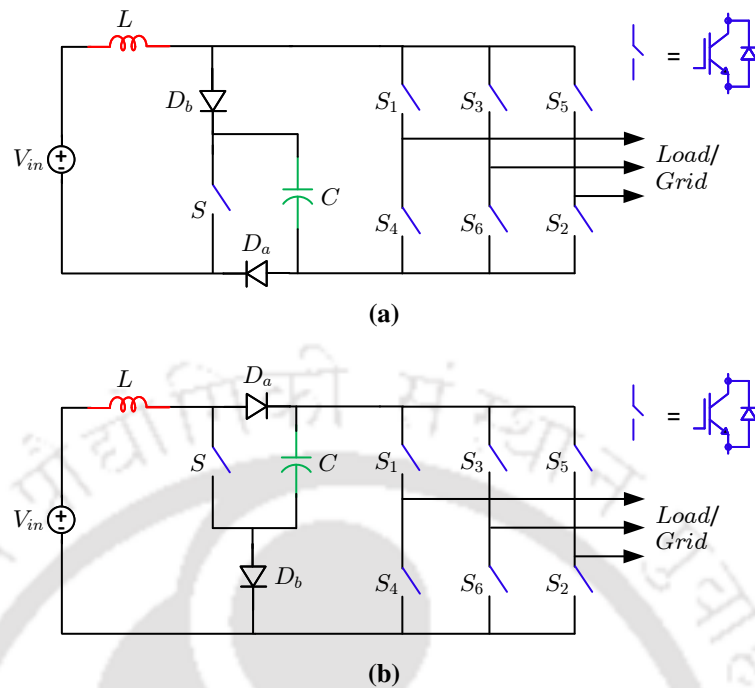 L
D_b
V_in
S
C
D_a
S_1
S_3
S_5
S_4
S_6
S_2
Load/
Grid
=
(a)
L
D_a
S
C
V_in
D_b
S_1
S_3
S_5
S_4
S_6
S_2
Load/
Grid
=
(b)